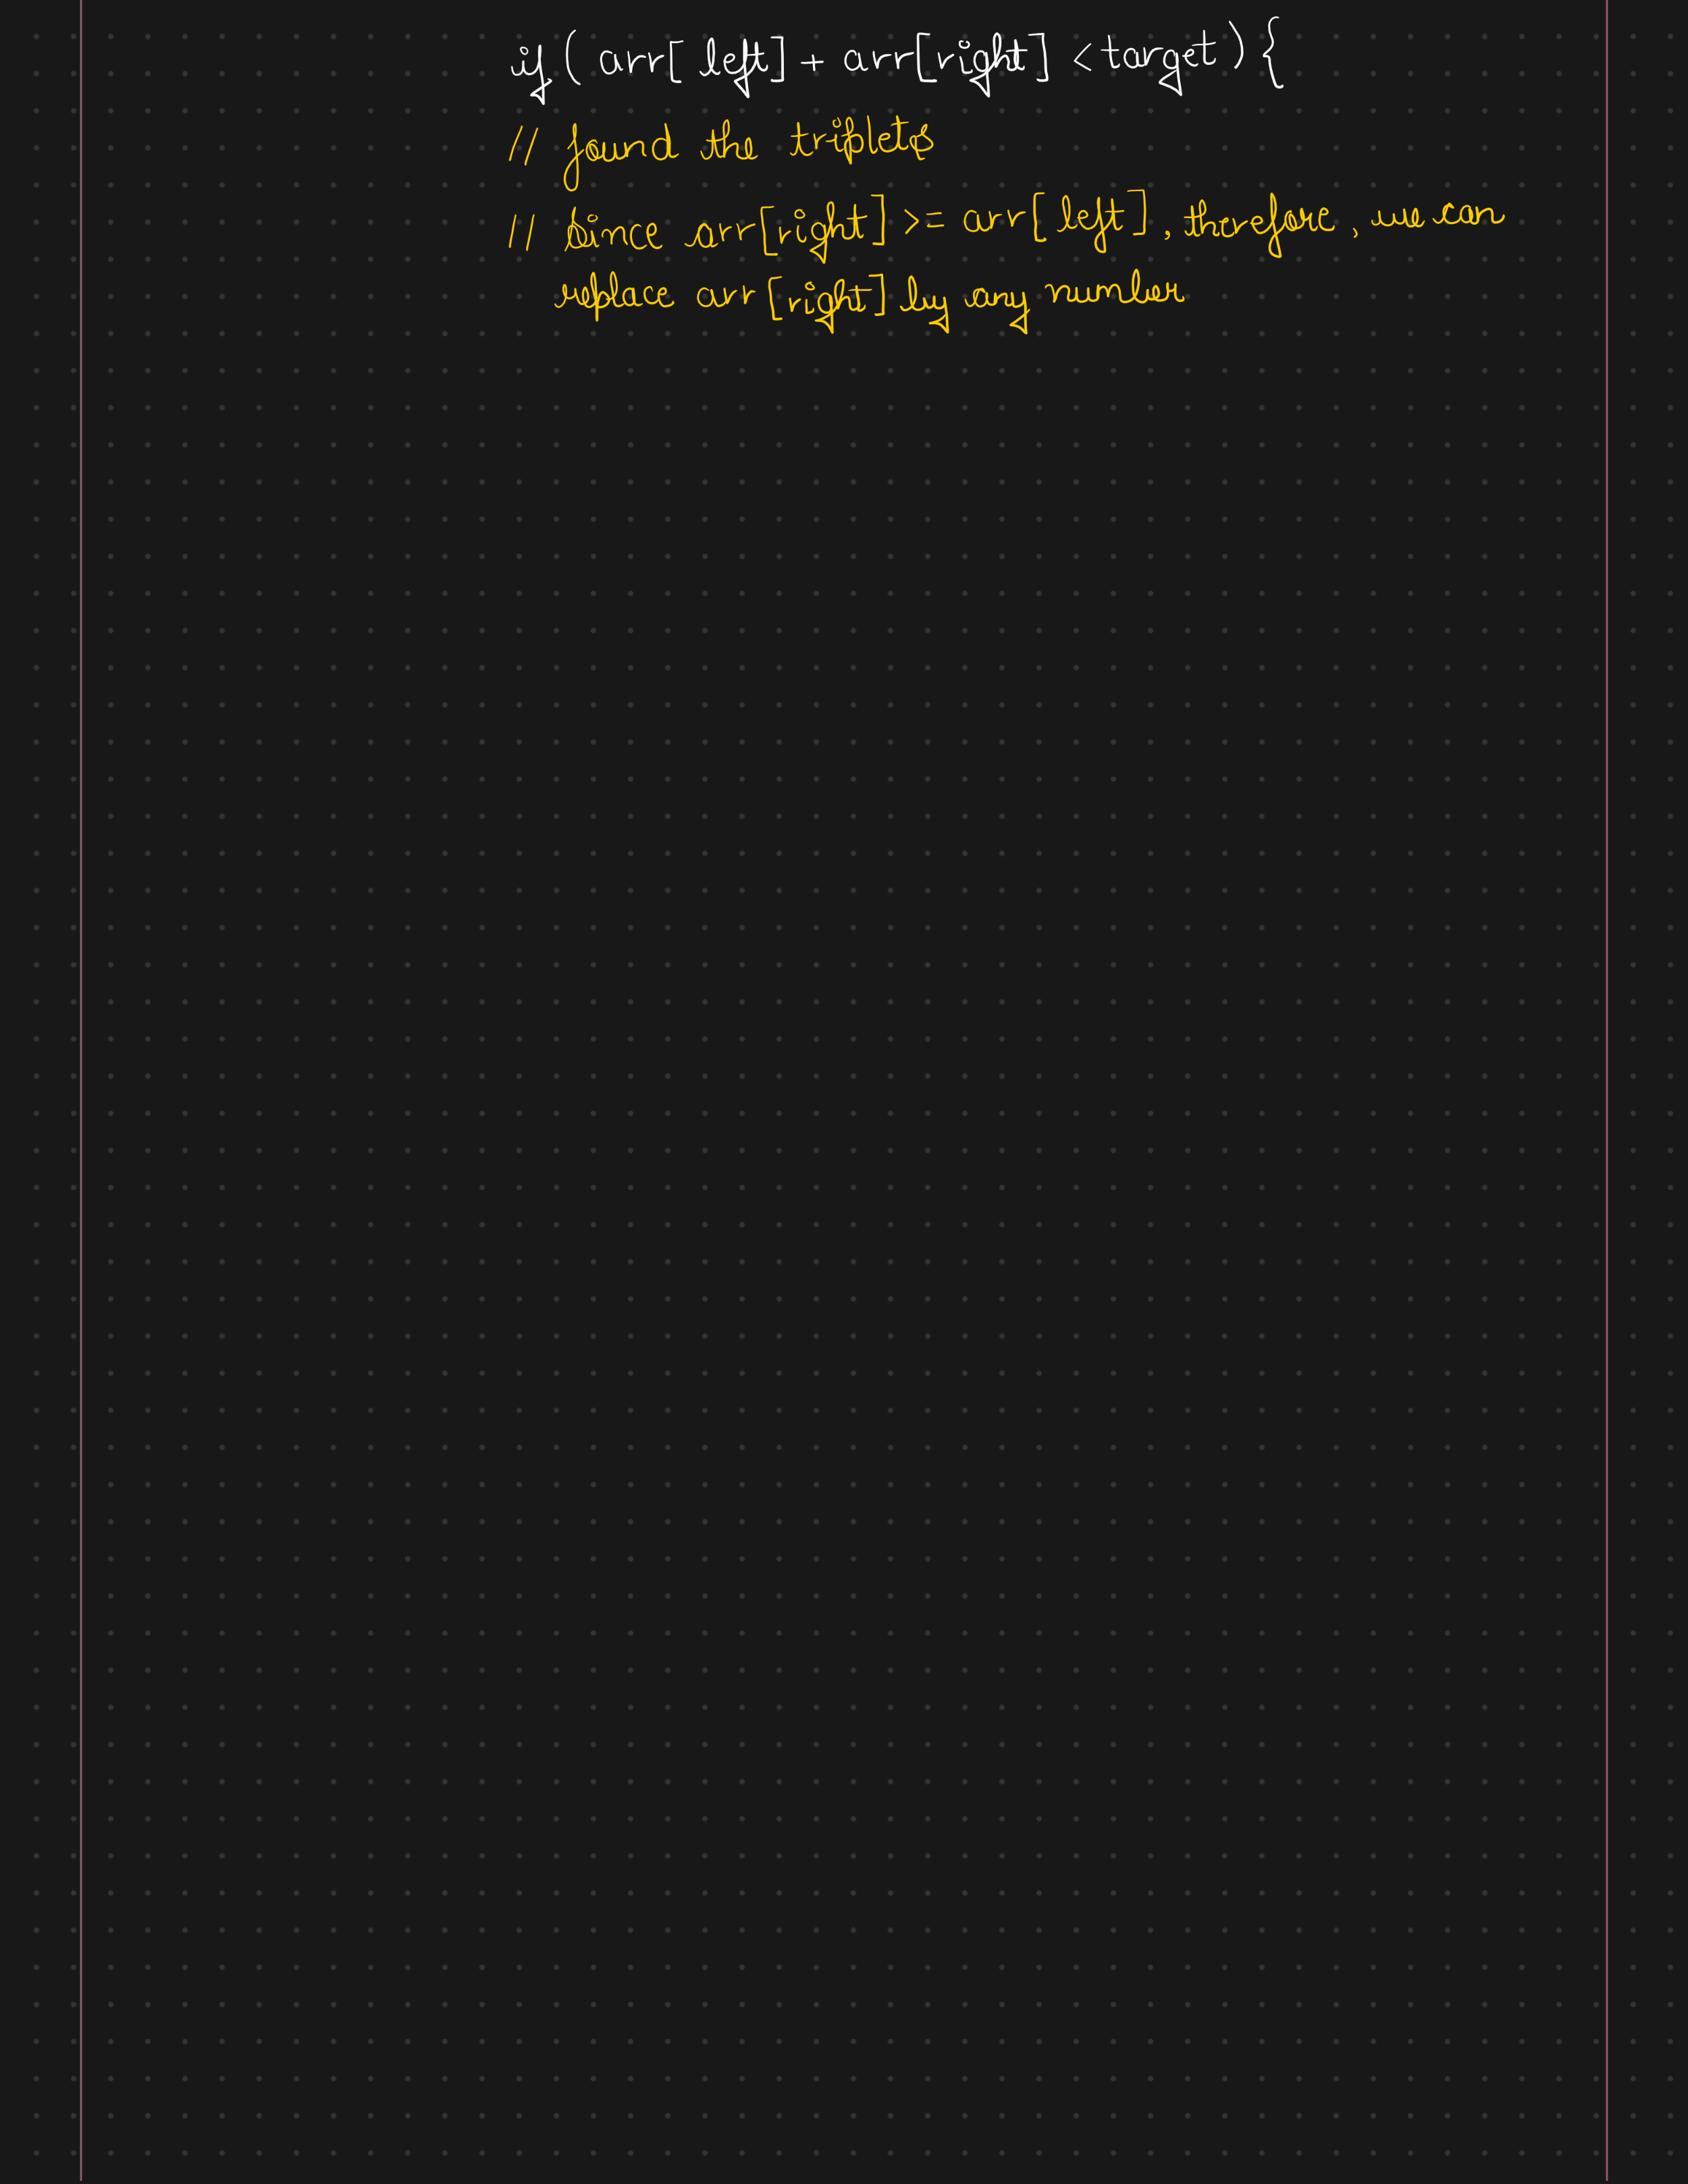 if ( arr[ left] + arr[right] < target) {
// found the triplets
// Since arr[right] >= arr[left], therefore, we can
replace arr[right] by any number